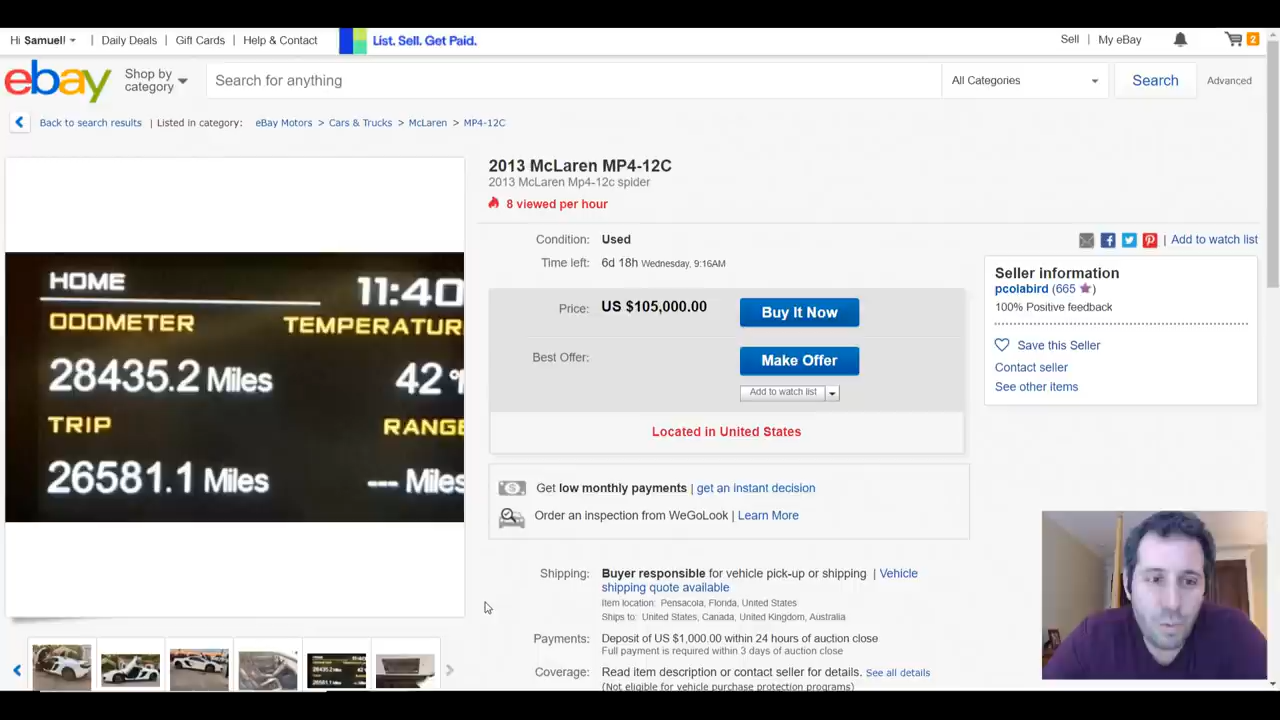 Hi Samuel!
Daily Deals
Gift Cards
Help & Contact
List. Sell. Get Paid.
Sell
My eBay
2
ebay
Shop by category
Search for anything
All Categories
Search
Advanced
Back to search results | Listed in category: eBay Motors > Cars & Trucks > McLaren > MP4-12C
2013 McLaren MP4-12C
2013 McLaren Mp4-12c spider
8 viewed per hour
Condition: Used
Time left: 6d 18h Wednesday, 9:16AM
Price: US $105,000.00
Buy It Now
Best Offer:
Make Offer
Add to watch list
Located in United States
Get low monthly payments | get an instant decision
Order an inspection from WeGoLook | Learn More
Shipping: Buyer responsible for vehicle pick-up or shipping | Vehicle
shipping quote available
Item location: Pensacola, Florida, United States
Ships to: United States, Canada, United Kingdom, Australia
Payments: Deposit of US $1,000.00 within 24 hours of auction close
Full payment is required within 3 days of auction close
Coverage: Read item description or contact seller for details. See all details
(Not eligible for vehicle purchase protection programs)
| Add to watch list
Seller information
pcolabird (665)
100% Positive feedback
Save this Seller
Contact seller
See other items
HOME 11:40
ODOMETER TEMPERATUR
28435.2 Miles 42 °F
TRIP RANGE
26581.1 Miles --- Miles